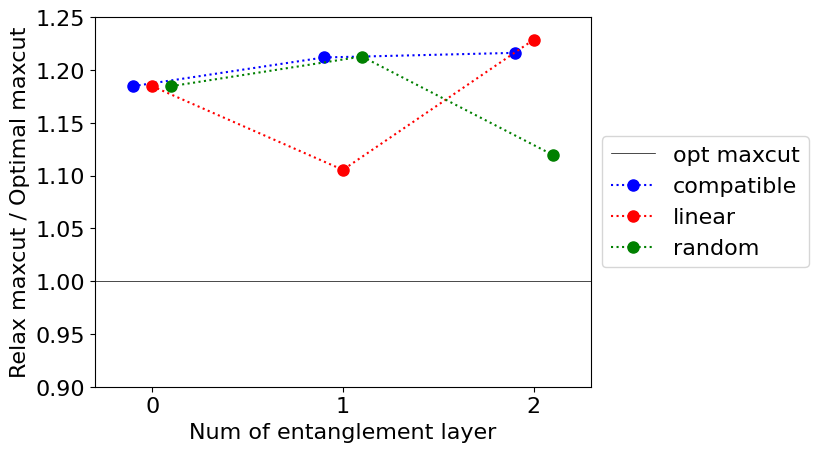 1.25
1.20
1.15
1.10
1.05
1.00
0.95
0.90
Relax maxcut / Optimal maxcut
0 1 2
Num of entanglement layer
opt maxcut
compatible
linear
random